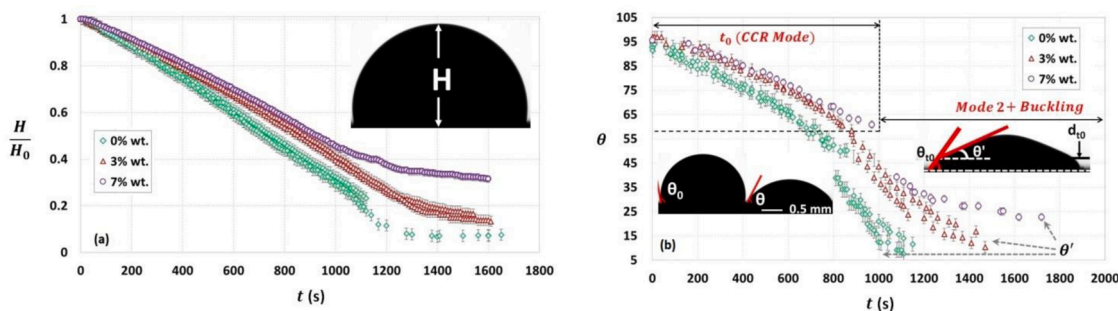 1
0.8
0.6
0.4
0.2
0
H
H₀
H
0% wt.
3% wt.
7% wt.
(a)
0 200 400 600 800 1000 1200 1400 1600 1800
t (s)
105
95
85
75
65
55
45
35
25
15
5
θ
t₀ (CCR Mode)
0% wt.
3% wt.
7% wt.
Mode 2 + Buckling
θt0
θ'
dt0
θ₀
θ
0.5 mm
(b)
θ'
0 200 400 600 800 1000 1200 1400 1600 1800 2000
t (s)